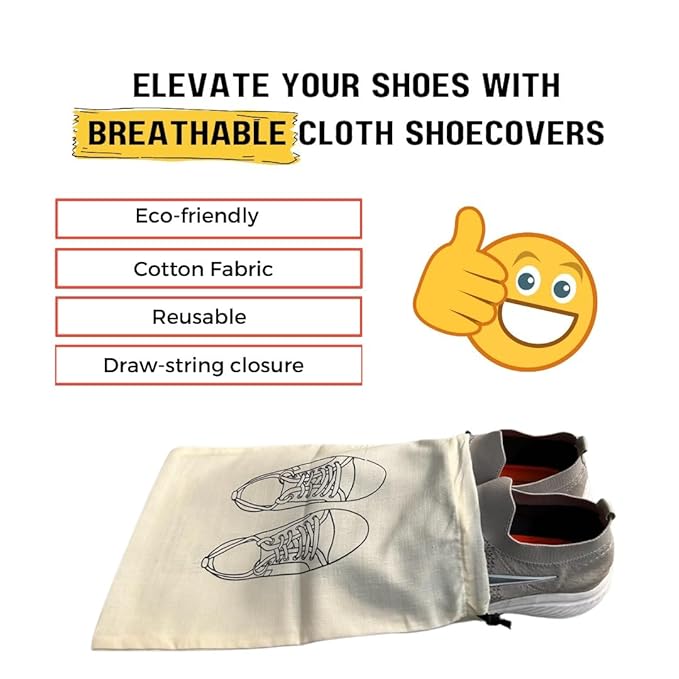 ELEVATE YOUR SHOES WITH
BREATHABLE CLOTH SHOECOVERS
Eco-friendly
Cotton Fabric
Reusable
Draw-string closure